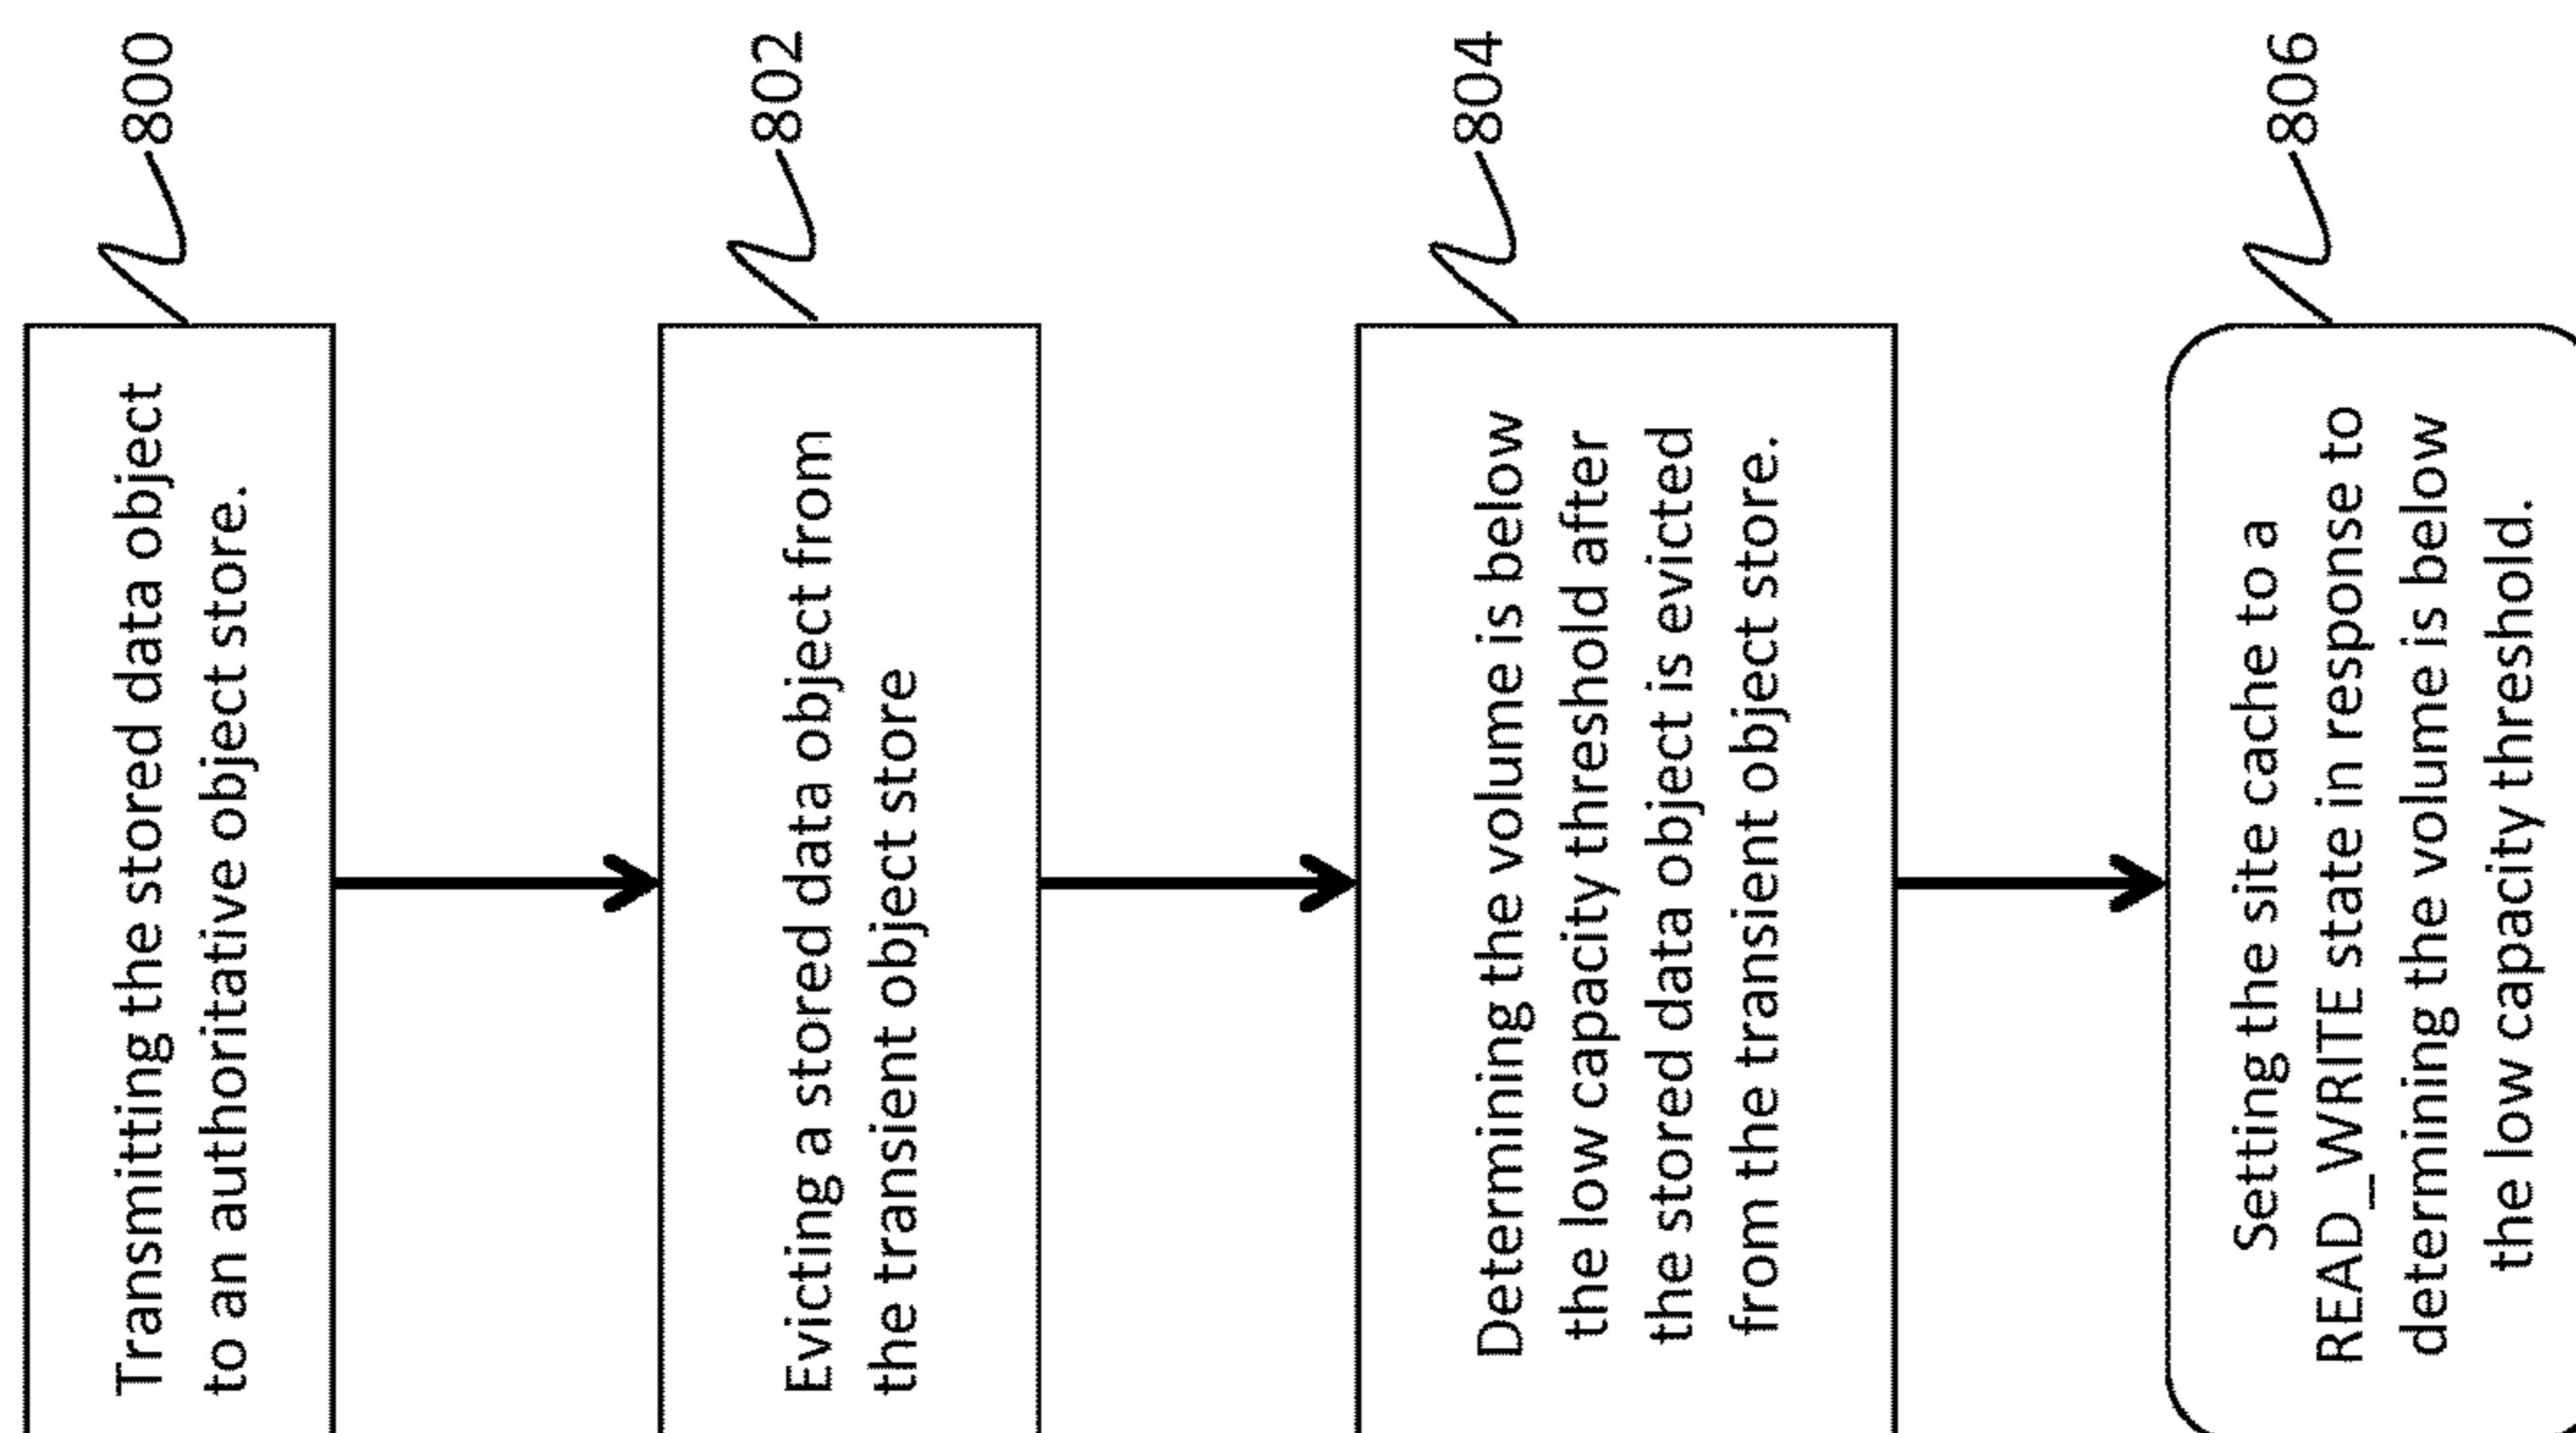 Transmitting the stored data object
to an authoritative object store.
800
Evicting a stored data object from
the transient object store
802
Determining the volume is below
the low capacity threshold after
the stored data object is evicted
from the transient object store.
804
Setting the site cache to a
READ_WRITE state in response to
determining the volume is below
the low capacity threshold.
806